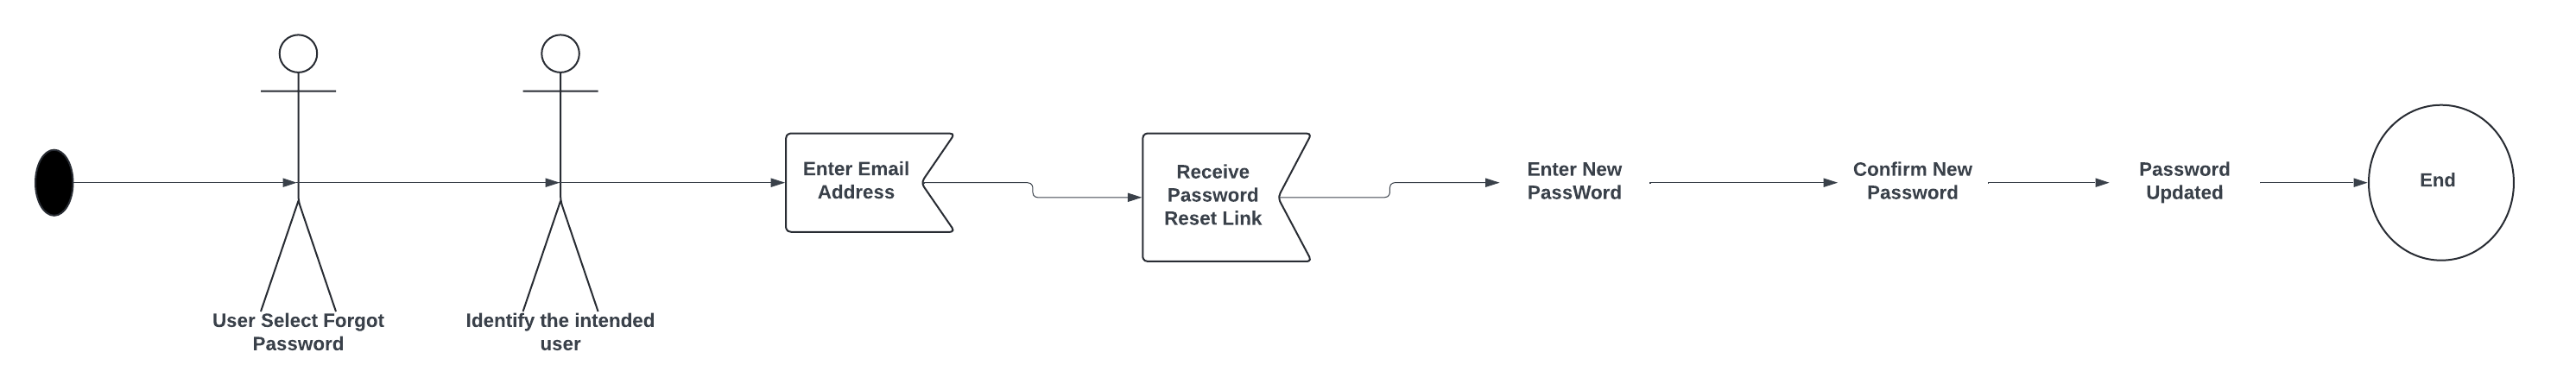 User Select Forgot
Password
Identify the intended
user
Enter Email
Address
Receive
Password
Reset Link
Enter New
PassWord
Confirm New
Password
Password
Updated
End